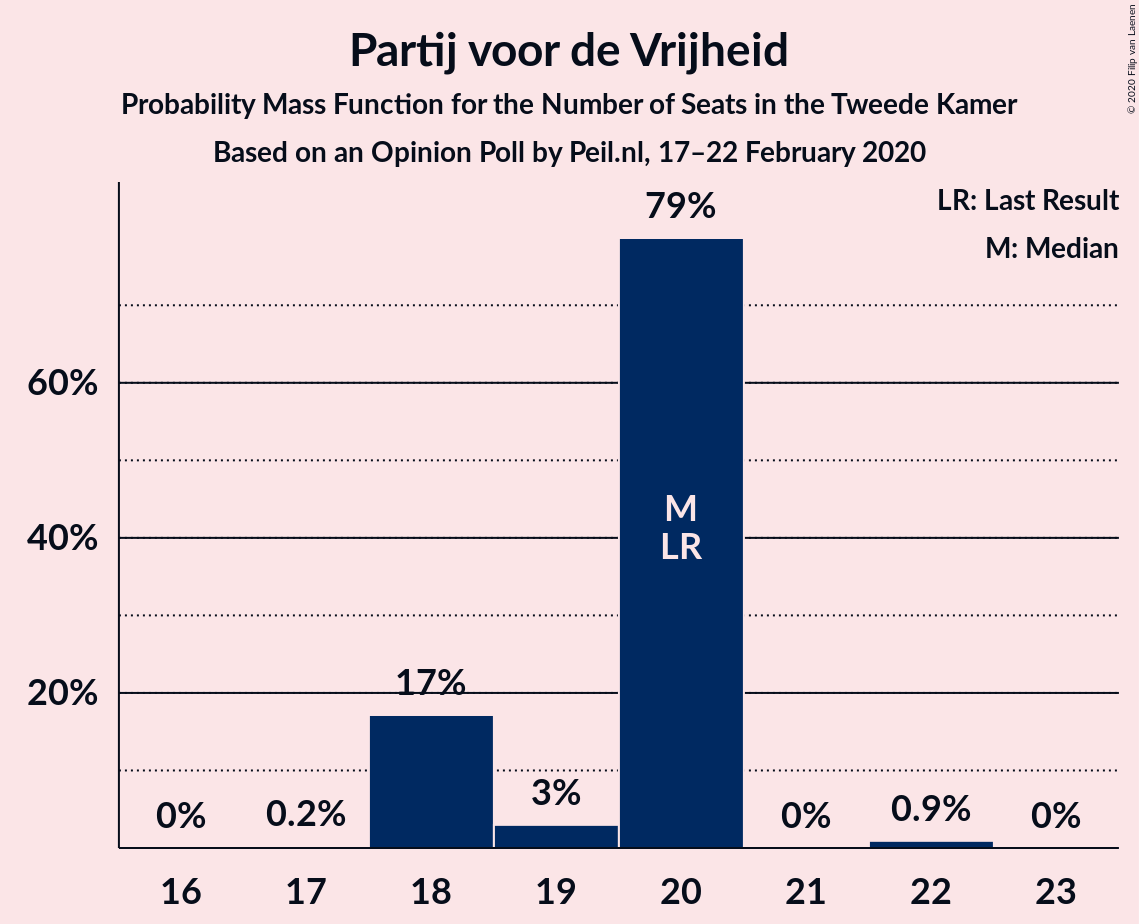 Partij voor de Vrijheid
Probability Mass Function for the Number of Seats in the Tweede Kamer
Based on an Opinion Poll by Peil.nl, 17–22 February 2020
© 2020 Filip van Laenen
LR: Last Result
M: Median
79%
60%
40%
20%
M
LR
17%
3%
0%
0.2%
0%
0.9%
0%
16
17
18
19
20
21
22
23